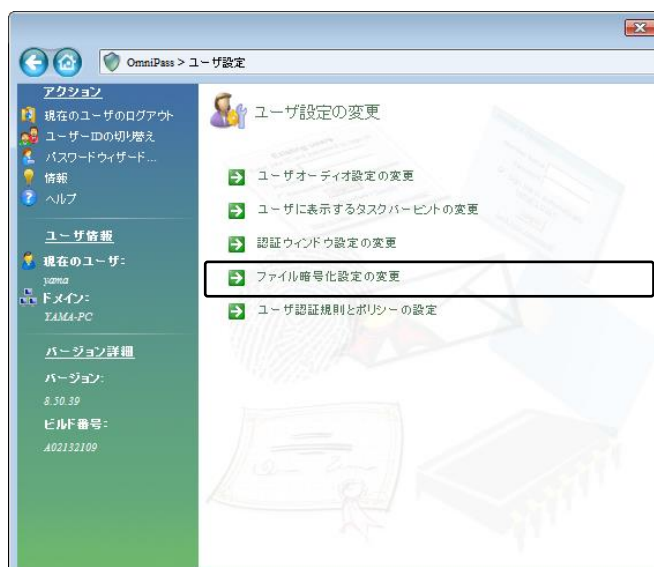 OmniPass > ユーザ設定
アクション
現在のユーザのログアウト
ユーザーIDの切り替え
パスワードウィザード...
情報
ヘルプ
ユーザ情報
現在のユーザ:
yama
ドメイン:
YAMA-PC
バージョン詳細
バージョン:
8.50.39
ビルド番号:
A02132109
ユーザ設定の変更
ユーザオーディオ設定の変更
ユーザに表示するタスクバーヒントの変更
認証ウィンドウ設定の変更
ファイル暗号化設定の変更
ユーザ認証規則とポリシーの設定